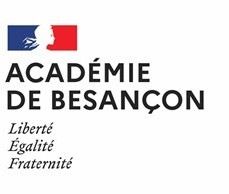 ACADÉMIE
DE BESANÇON
Liberté
Égalité
Fraternité